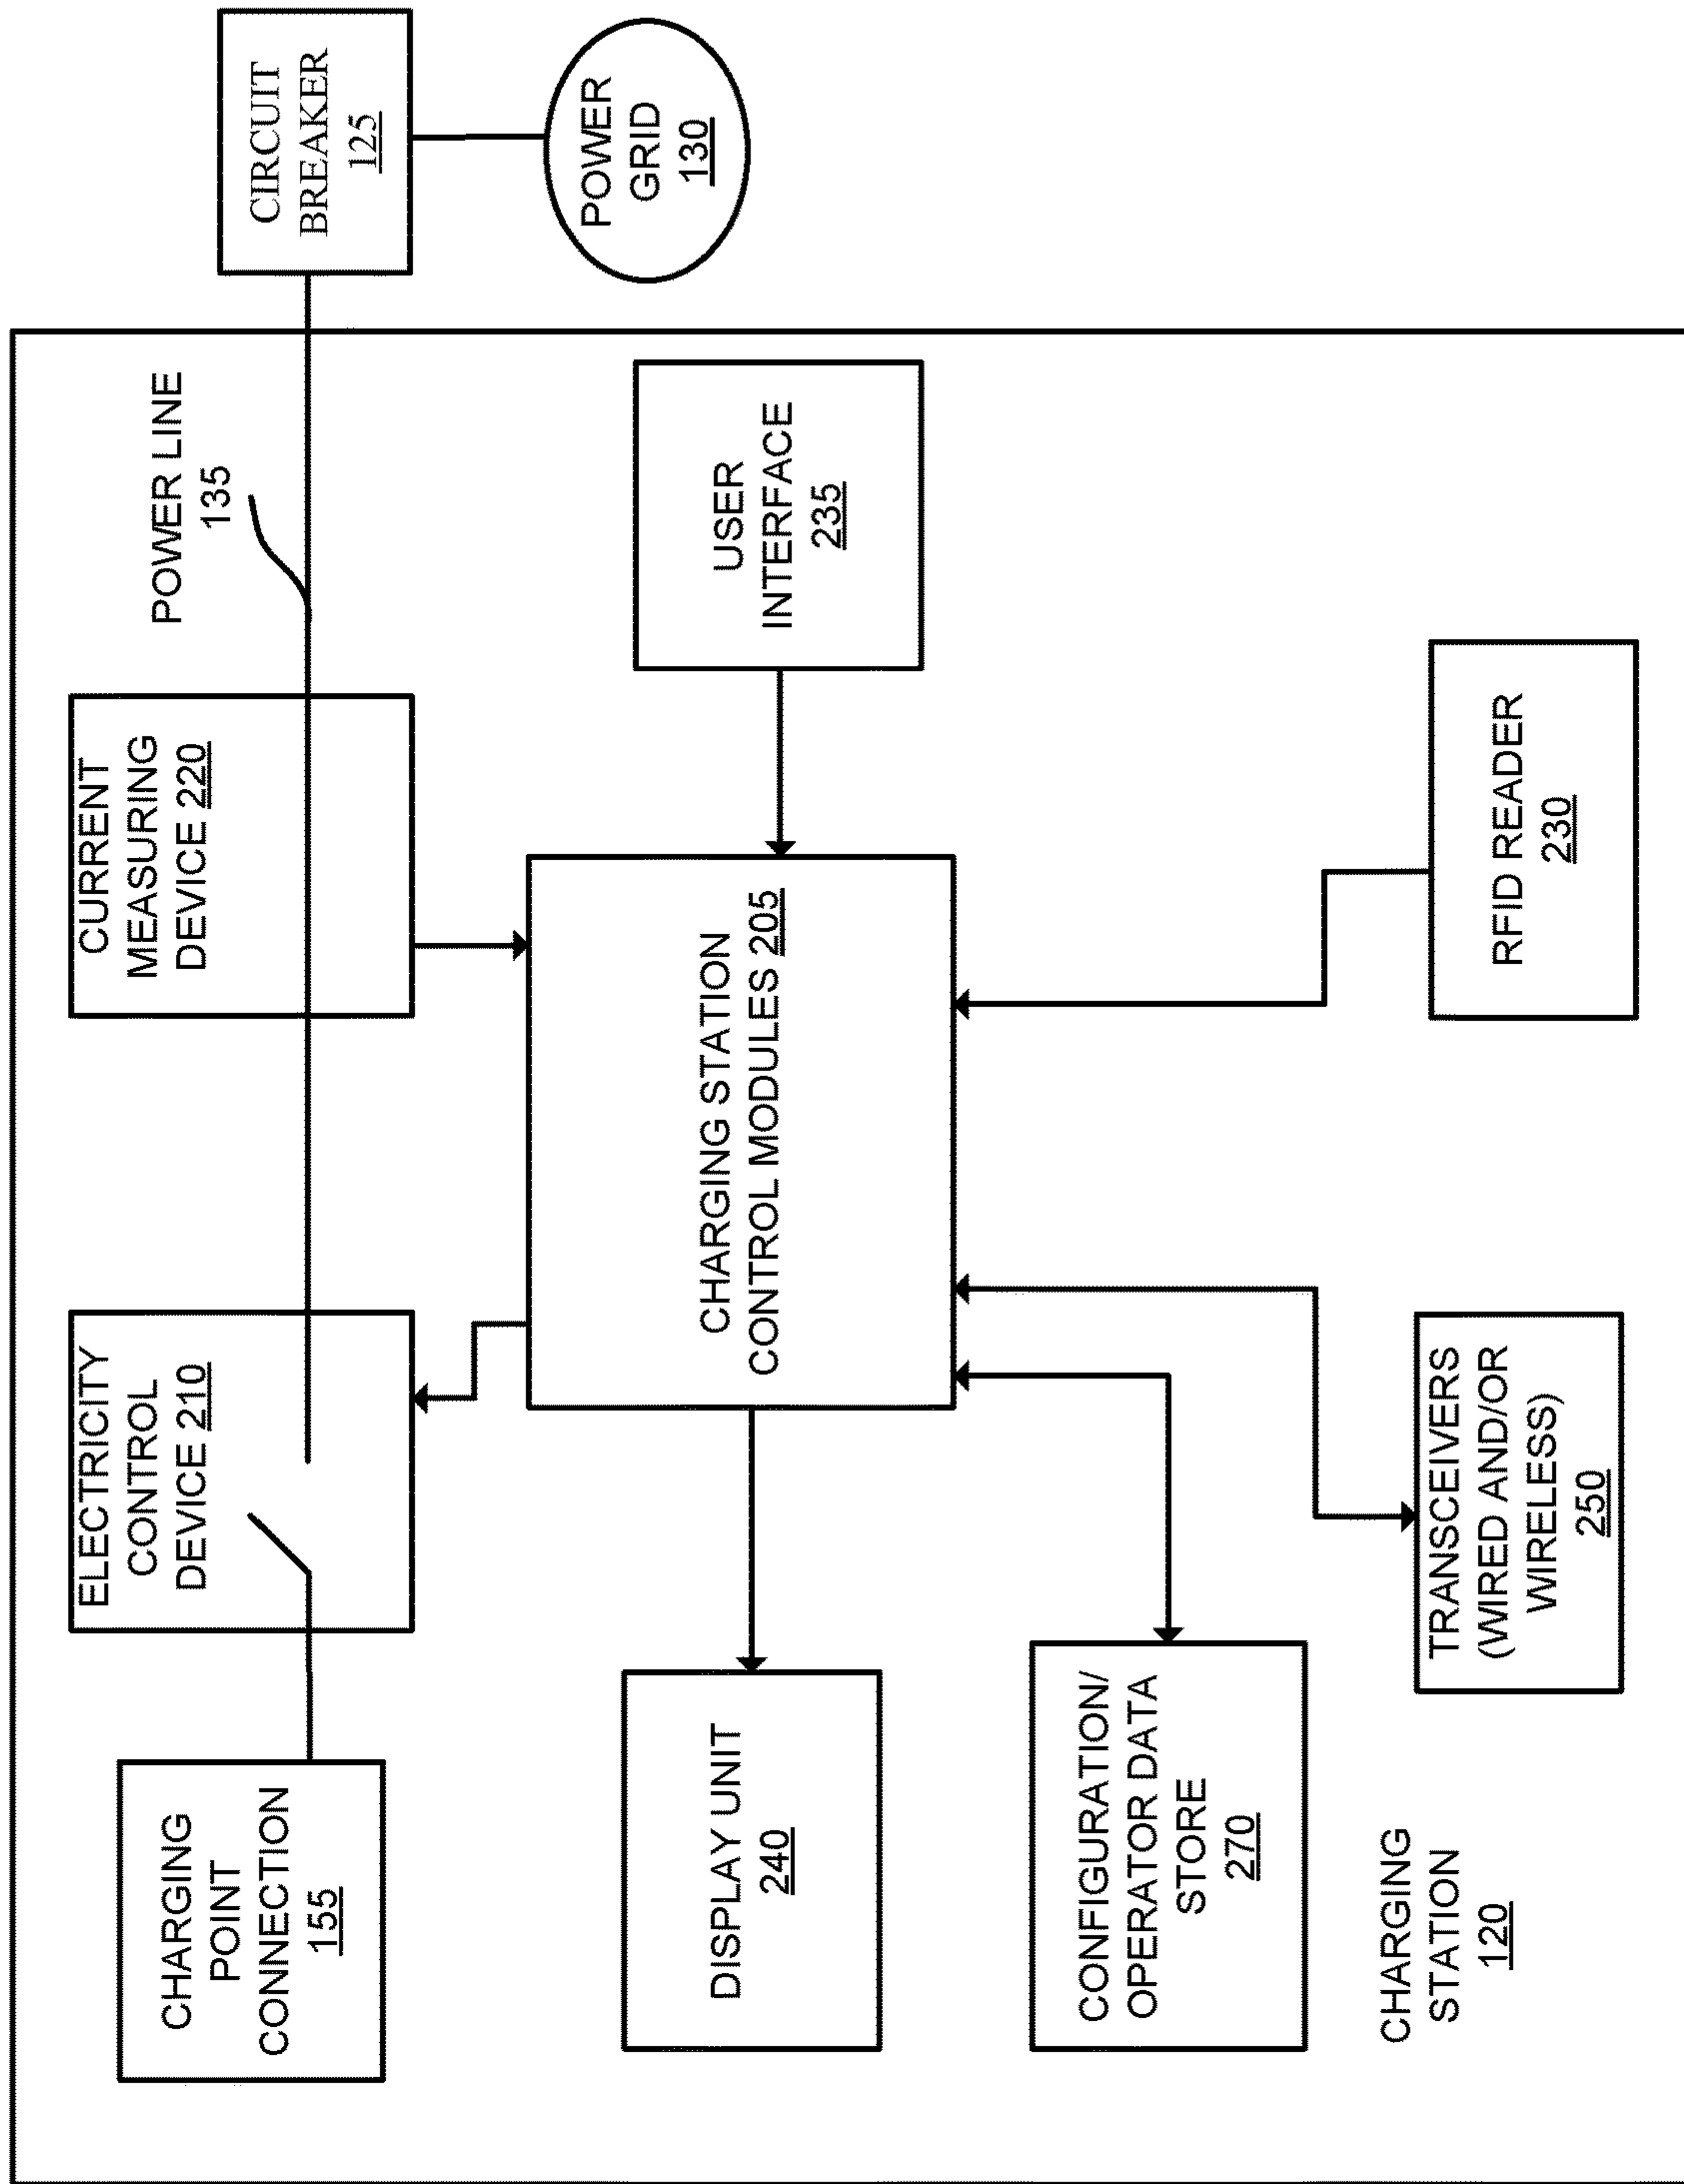 CHARGING
POINT
CONNECTION
155
ELECTRICITY
CONTROL
DEVICE 210
CURRENT
MEASURING
DEVICE 220
POWER LINE
135
CIRCUIT
BREAKER
125
POWER
GRID
130
DISPLAY UNIT
240
CHARGING STATION
CONTROL MODULES 205
USER
INTERFACE
235
CONFIGURATION/
OPERATOR DATA
STORE
270
TRANSCEIVERS
(WIRED AND/OR
WIRELESS)
250
RFID READER
230
CHARGING
STATION
120